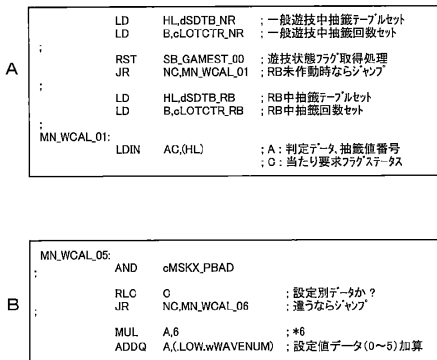 A
LD HL,dSDTB_NR ; 一般遊技中抽籤テーブルセット
LD B,cLOTCTR_NR ; 一般遊技中抽籤回数セット
;
RST SB_GAMEST_00 ; 遊技状態フラグ取得処理
JR NC,MN_WCAL_01 ; RB未作動時ならジャンプ
;
LD HL,dSDTB_RB ; RB中抽籤テーブルセット
LD B,cLOTCTR_RB ; RB中抽籤回数セット
;
MN_WCAL_01:
LDIN AC,(HL) ; A : 判定データ、抽籤値番号
; C : 当たり要求フラグステータス
B
MN_WCAL_05:
; AND cMSKX_PBAD
RLC C ; 設定別データか?
JR NC,MN_WCAL_06 ; 違うならジャンプ
;
MUL A,6 ; *6
ADDQ A,(.LOW.wWAVENUM) ; 設定値データ(0〜5)加算